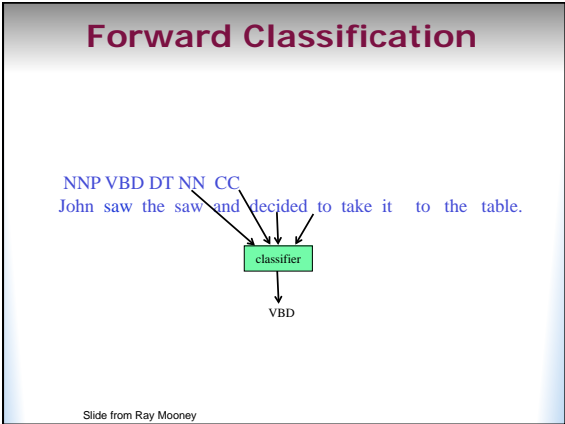 Forward Classification
NNP VBD DT NN CC
John saw the saw and decided to take it to the table.
classifier
VBD
Slide from Ray Mooney